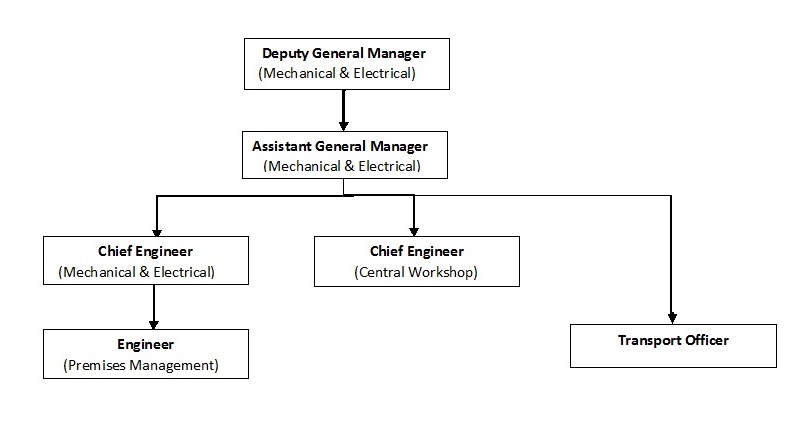 Deputy General Manager
(Mechanical & Electrical)
Assistant General Manager
(Mechanical & Electrical)
Chief Engineer
(Mechanical & Electrical)
Chief Engineer
(Central Workshop)
Engineer
(Premises Management)
Transport Officer